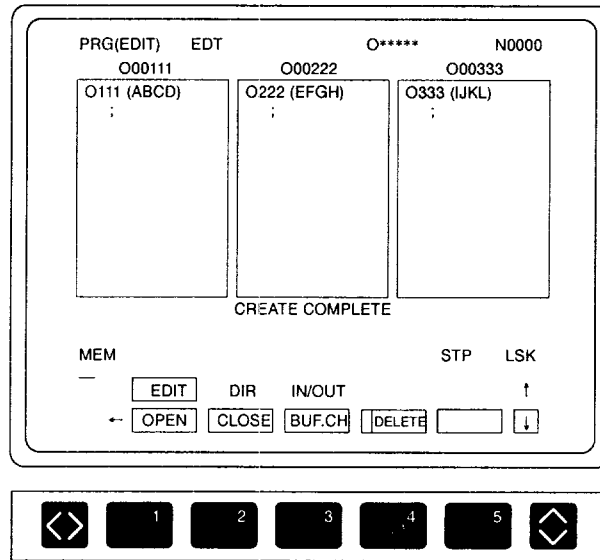 PRG(EDIT) EDT O***** N0000
O00111 O00222 O00333
O111 (ABCD) O222 (EFGH) O333 (IJKL)
; ; ;
CREATE COMPLETE
MEM STP LSK
EDIT DIR IN/OUT ↑
← OPEN CLOSE BUF.CH DELETE ↓
1 2 3 4 5